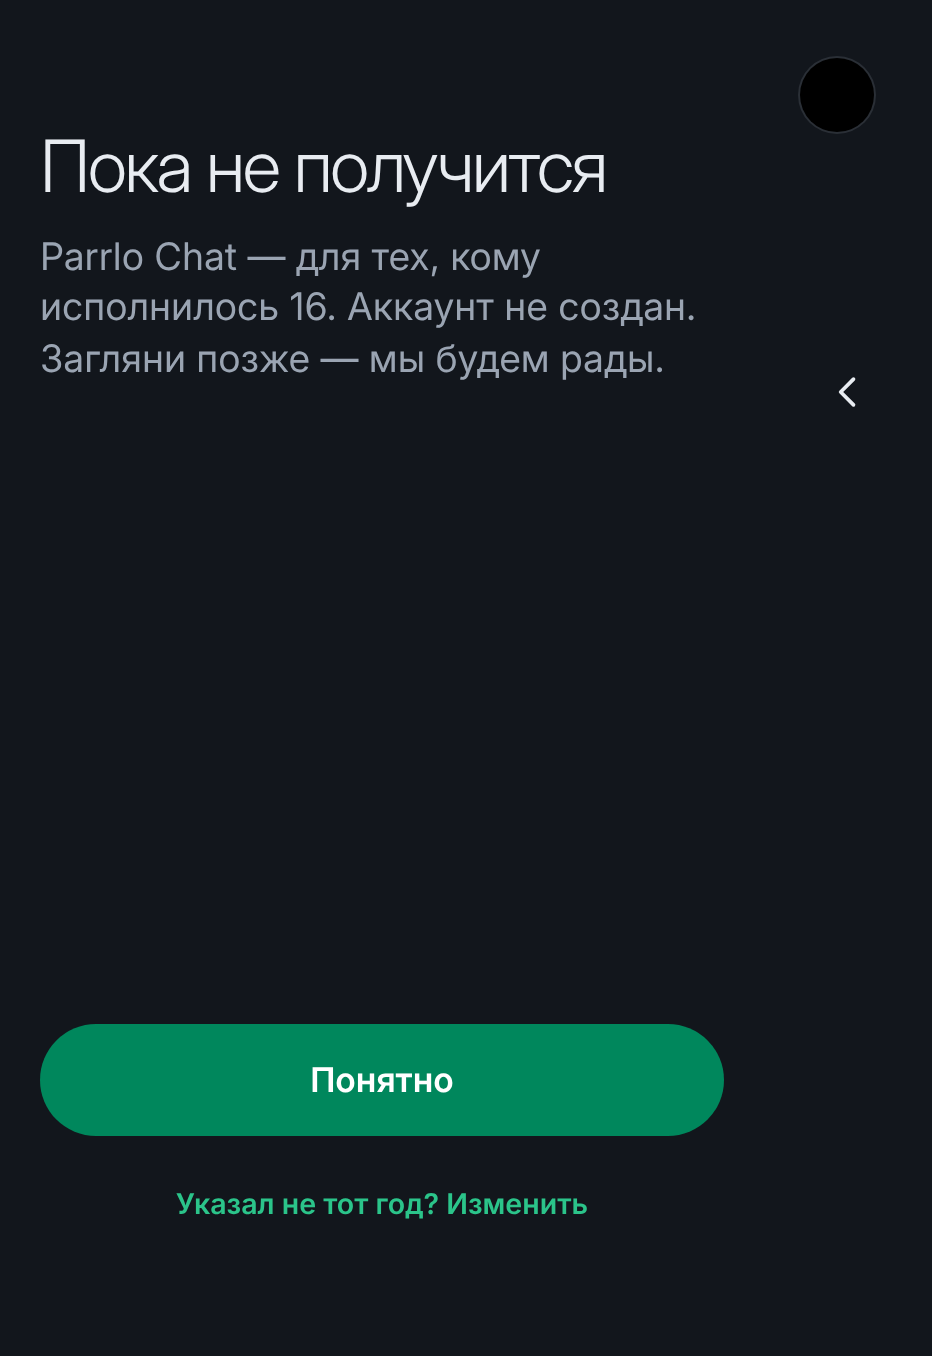 Пока не получится
Parrlo Chat — для тех, кому
исполнилось 16. Аккаунт не создан.
Загляни позже — мы будем рады.
Понятно
Указал не тот год? Изменить